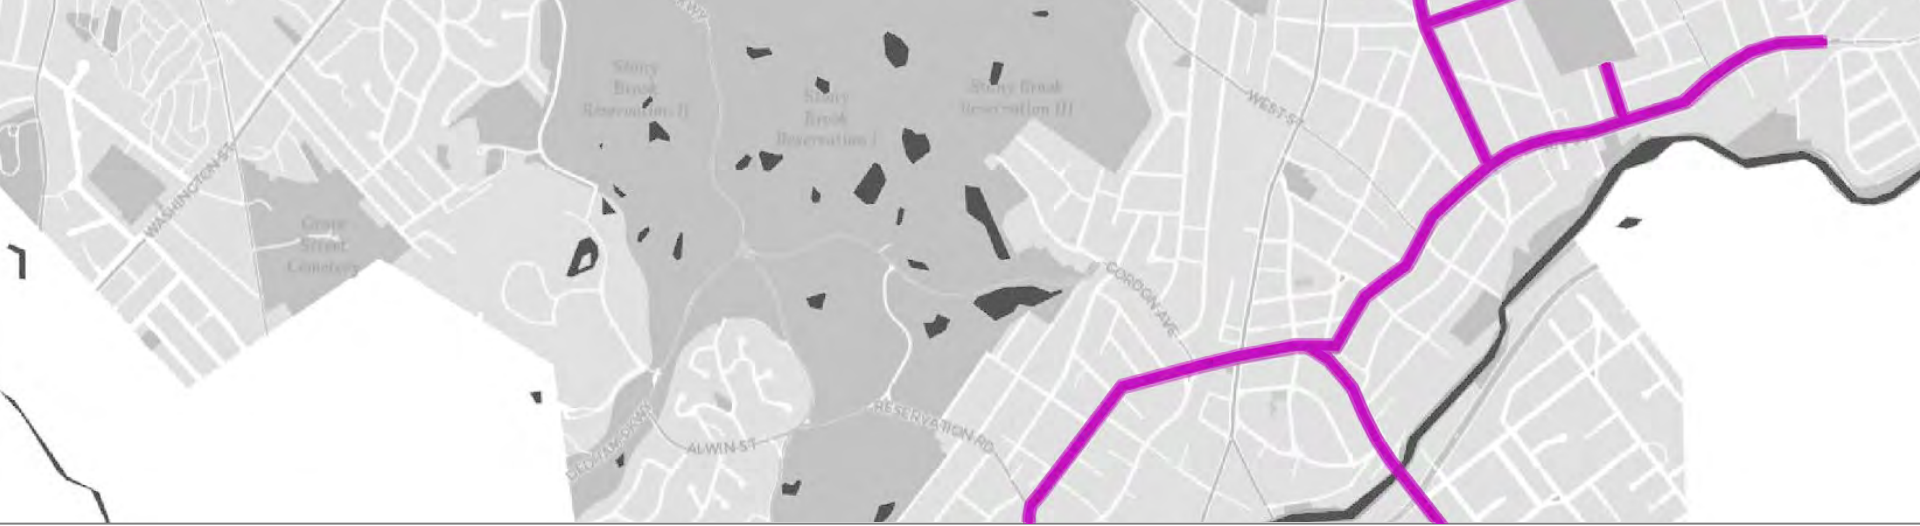 KWY
Stony
Brook
Reservation II
Stony
Brook
Reservation I
Stony Brook
Reservation III
WEST ST
WASHINGTON ST
Grove
Street
Cemetery
GORDON AVE
RESERVATION RD
ALWIN ST
DEDHAM PKWY